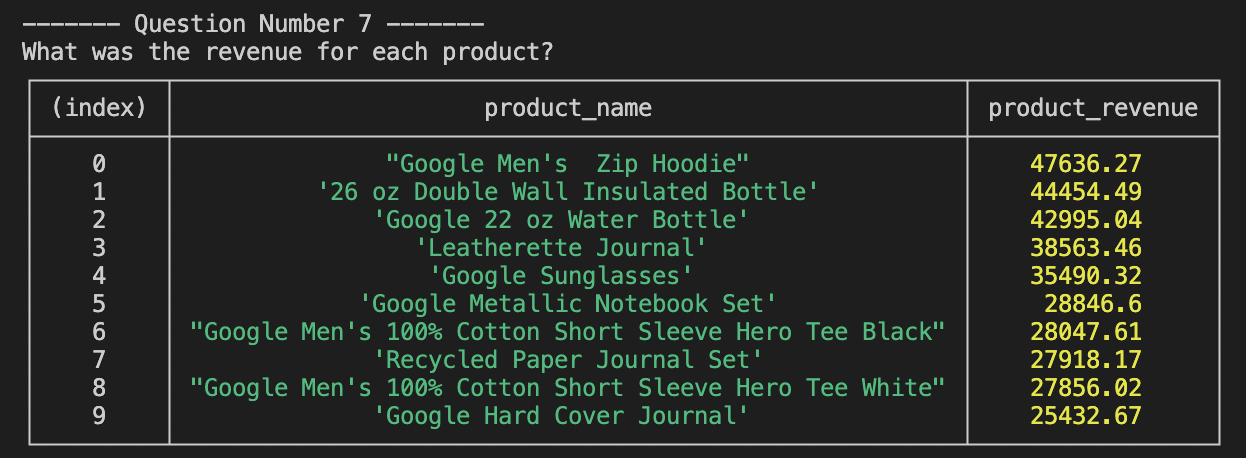 ------- Question Number 7 -------
What was the revenue for each product?
(index) product_name product_revenue
0 "Google Men's  Zip Hoodie" 47636.27
1 '26 oz Double Wall Insulated Bottle' 44454.49
2 'Google 22 oz Water Bottle' 42995.04
3 'Leatherette Journal' 38563.46
4 'Google Sunglasses' 35490.32
5 'Google Metallic Notebook Set' 28846.6
6 "Google Men's 100% Cotton Short Sleeve Hero Tee Black" 28047.61
7 'Recycled Paper Journal Set' 27918.17
8 "Google Men's 100% Cotton Short Sleeve Hero Tee White" 27856.02
9 'Google Hard Cover Journal' 25432.67